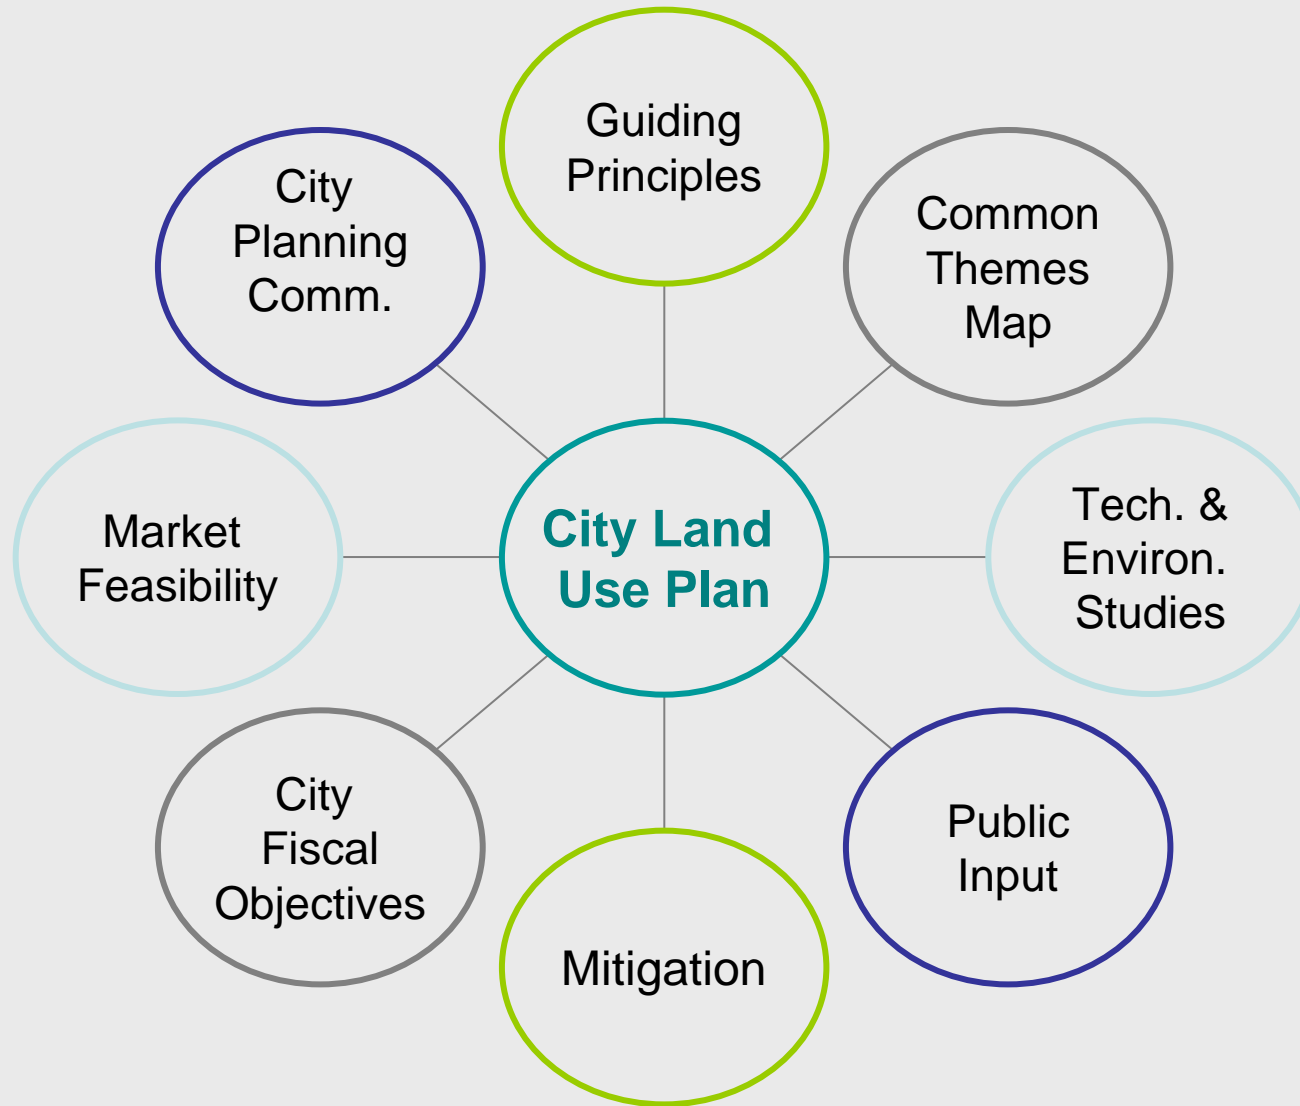 Guiding
Principles
Common
Themes
Map
Tech. &
Environ.
Studies
Public
Input
Mitigation
City
Fiscal
Objectives
Market
Feasibility
City
Planning
Comm.
City Land
Use Plan